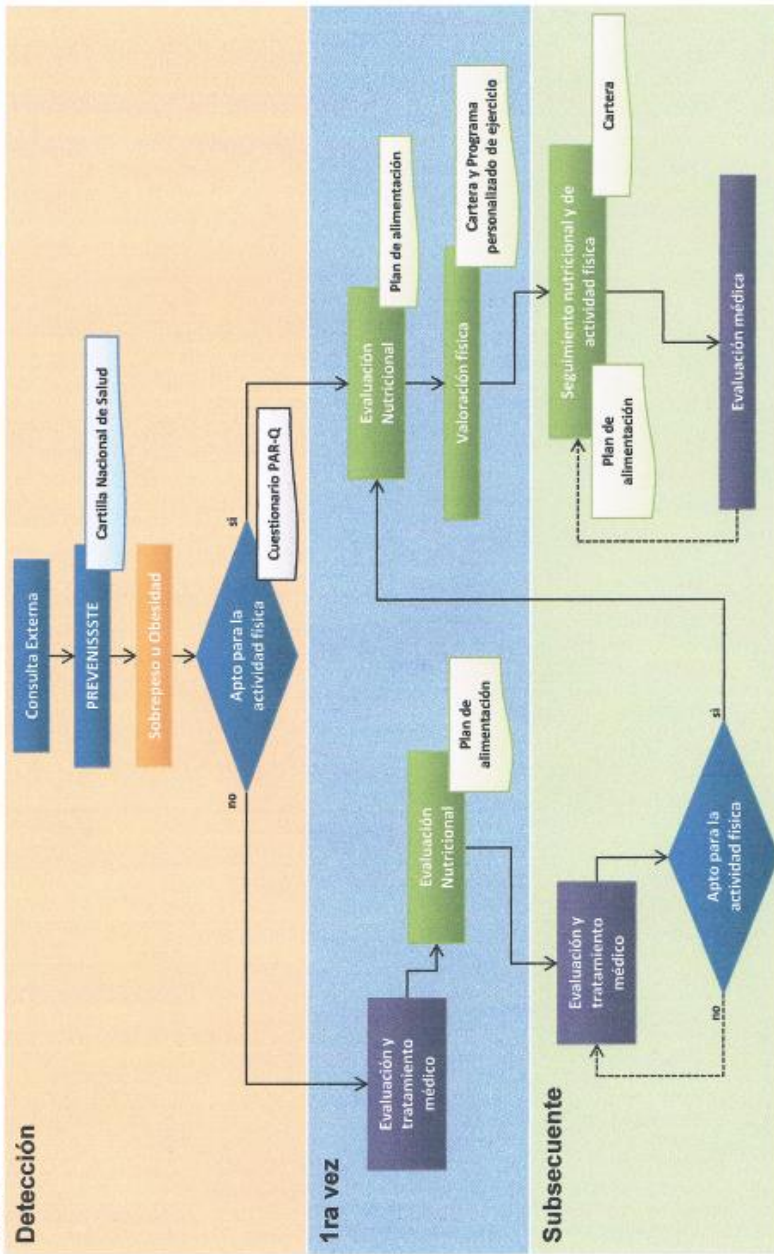 Detección
Consulta Externa
PREVENISSSTE
Cartilla Nacional de Salud
Sobrepeso u Obesidad
Apto para la
actividad física
Cuestionario PAR-Q
no
si
1ra vez
Evaluación y
tratamiento
médico
Evaluación
Nutricional
Plan de
alimentación
Evaluación
Nutricional
Plan de alimentación
Valoración física
Cartera y Programa
personalizado de ejercicio
Subsecuente
Evaluación y
tratamiento
médico
Apto para la
actividad física
no
si
Seguimiento nutricional y de
actividad física
Plan de
alimentación
Cartera
Evaluación médica